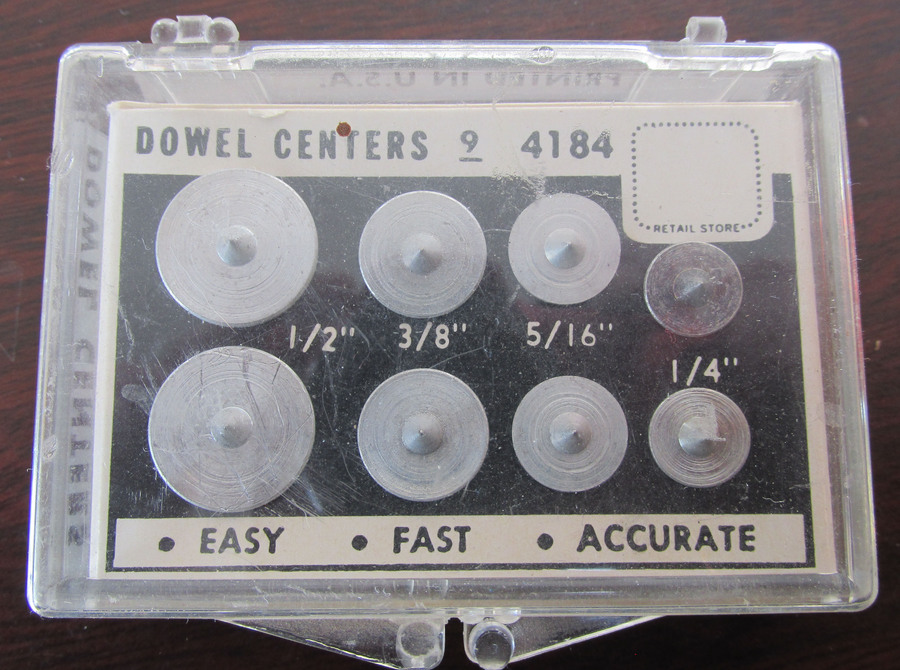 PRINTED IN U.S.A.
DOWEL CENTERS 9 4184
RETAIL STORE
1/2" 3/8" 5/16"
1/4"
• EASY • FAST • ACCURATE
DOWEL CENTERS